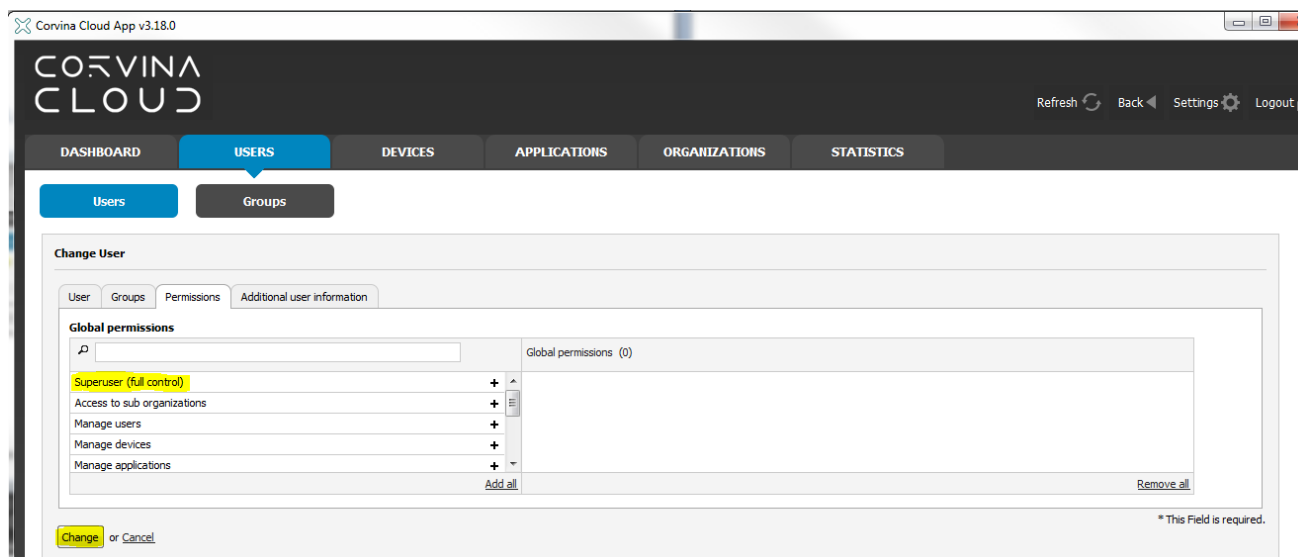 Corvina Cloud App v3.18.0
CORVINA
CLOUD
Refresh Back Settings Logout
DASHBOARD USERS DEVICES APPLICATIONS ORGANIZATIONS STATISTICS
Users Groups
Change User
User Groups Permissions Additional user information
Global permissions
Global permissions (0)
Superuser (full control) +
Access to sub organizations +
Manage users +
Manage devices +
Manage applications +
Add all Remove all
* This Field is required.
Change or Cancel